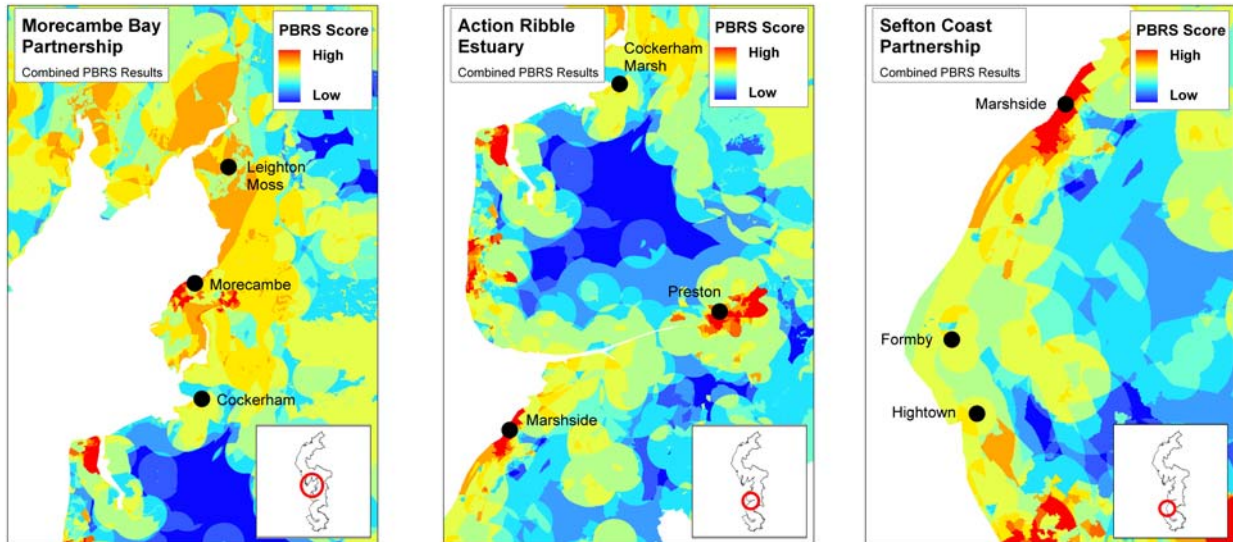 Morecambe Bay
Partnership
Combined PBRS Results
PBRS Score
High
Low
Leighton
Moss
Morecambe
Cockerham
Action Ribble
Estuary
Combined PBRS Results
PBRS Score
High
Low
Cockerham
Marsh
Preston
Marshside
Sefton Coast
Partnership
Combined PBRS Results
PBRS Score
High
Low
Marshside
Formby
Hightown